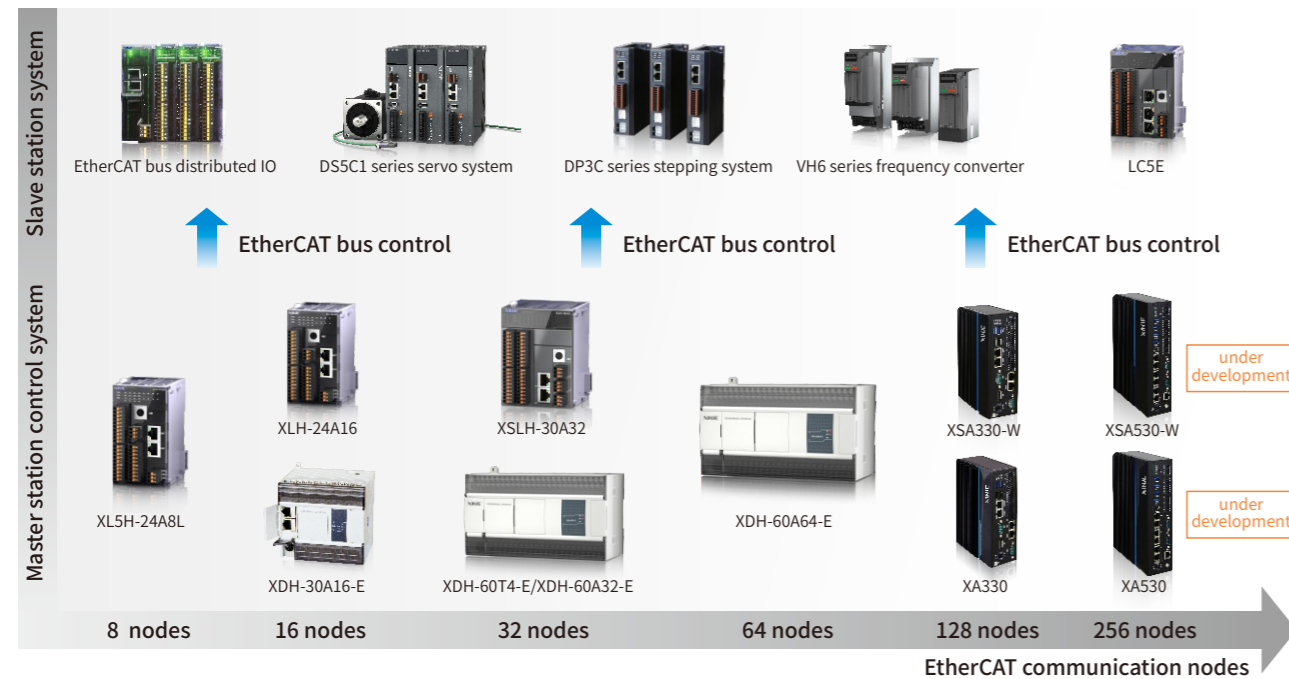 Slave station system
EtherCAT bus distributed IO
DS5C1 series servo system
DP3C series stepping system
VH6 series frequency converter
LC5E
EtherCAT bus control
EtherCAT bus control
EtherCAT bus control
Master station control system
XL5H-24A8L
XLH-24A16
XDH-30A16-E
XSLH-30A32
XDH-60T4-E/XDH-60A32-E
XDH-60A64-E
XSA330-W
XSA530-W
under
development
XA330
XA530
under
development
8 nodes
16 nodes
32 nodes
64 nodes
128 nodes
256 nodes
EtherCAT communication nodes